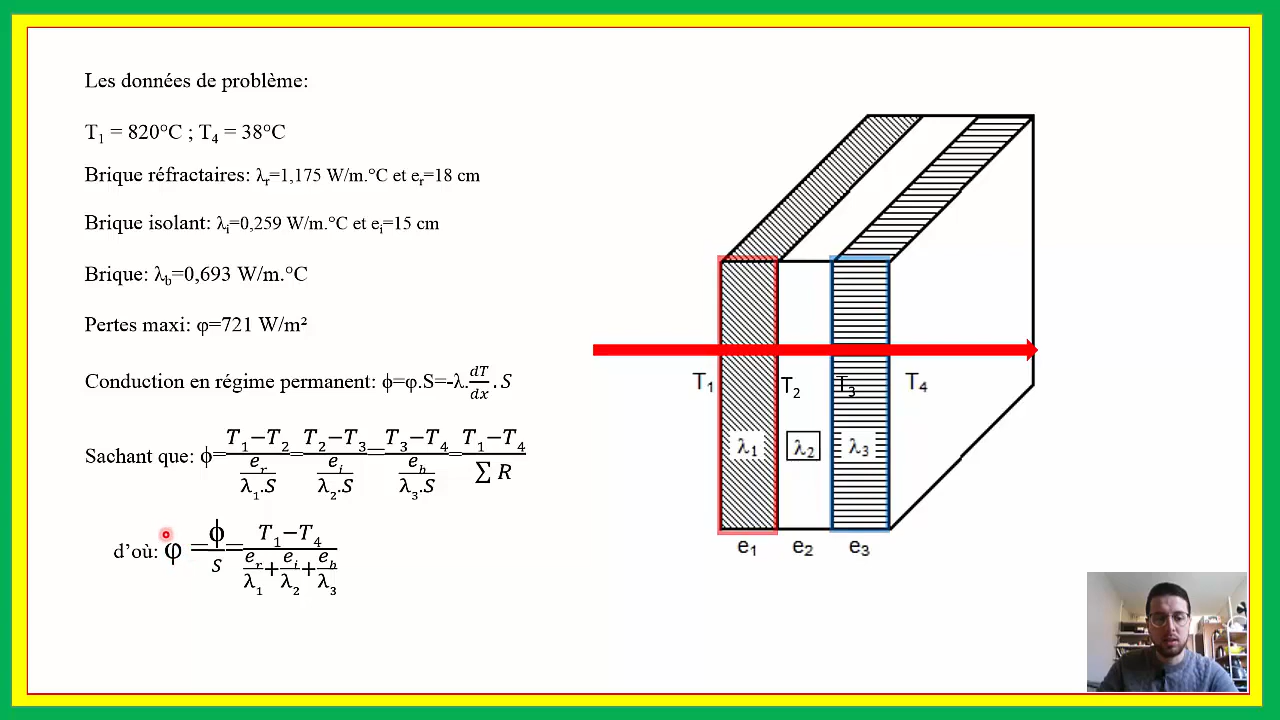 Les données de problème:
T₁ = 820°C ; T₄ = 38°C
Brique réfractaires: λᵣ=1,175 W/m.°C et eᵣ=18 cm
Brique isolant: λᵢ=0,259 W/m.°C et eᵢ=15 cm
Brique: λb=0,693 W/m.°C
Pertes maxi: φ=721 W/m²
Conduction en régime permanent: ϕ=φ.S=-λ.dT/dx.S
Sachant que: ϕ=(T₁−T₂)/(eᵣ/λ₁.S)=(T₂−T₃)/(eᵢ/λ₂.S)=(T₃−T₄)/(eb/λ₃.S)=(T₁−T₄)/∑R
d’où: φ=ϕ/S=(T₁−T₄)/(eᵣ/λ₁+eᵢ/λ₂+eb/λ₃)
T₁ T₂ T₃ T₄
λ₁ λ₂ λ₃
e₁ e₂ e₃